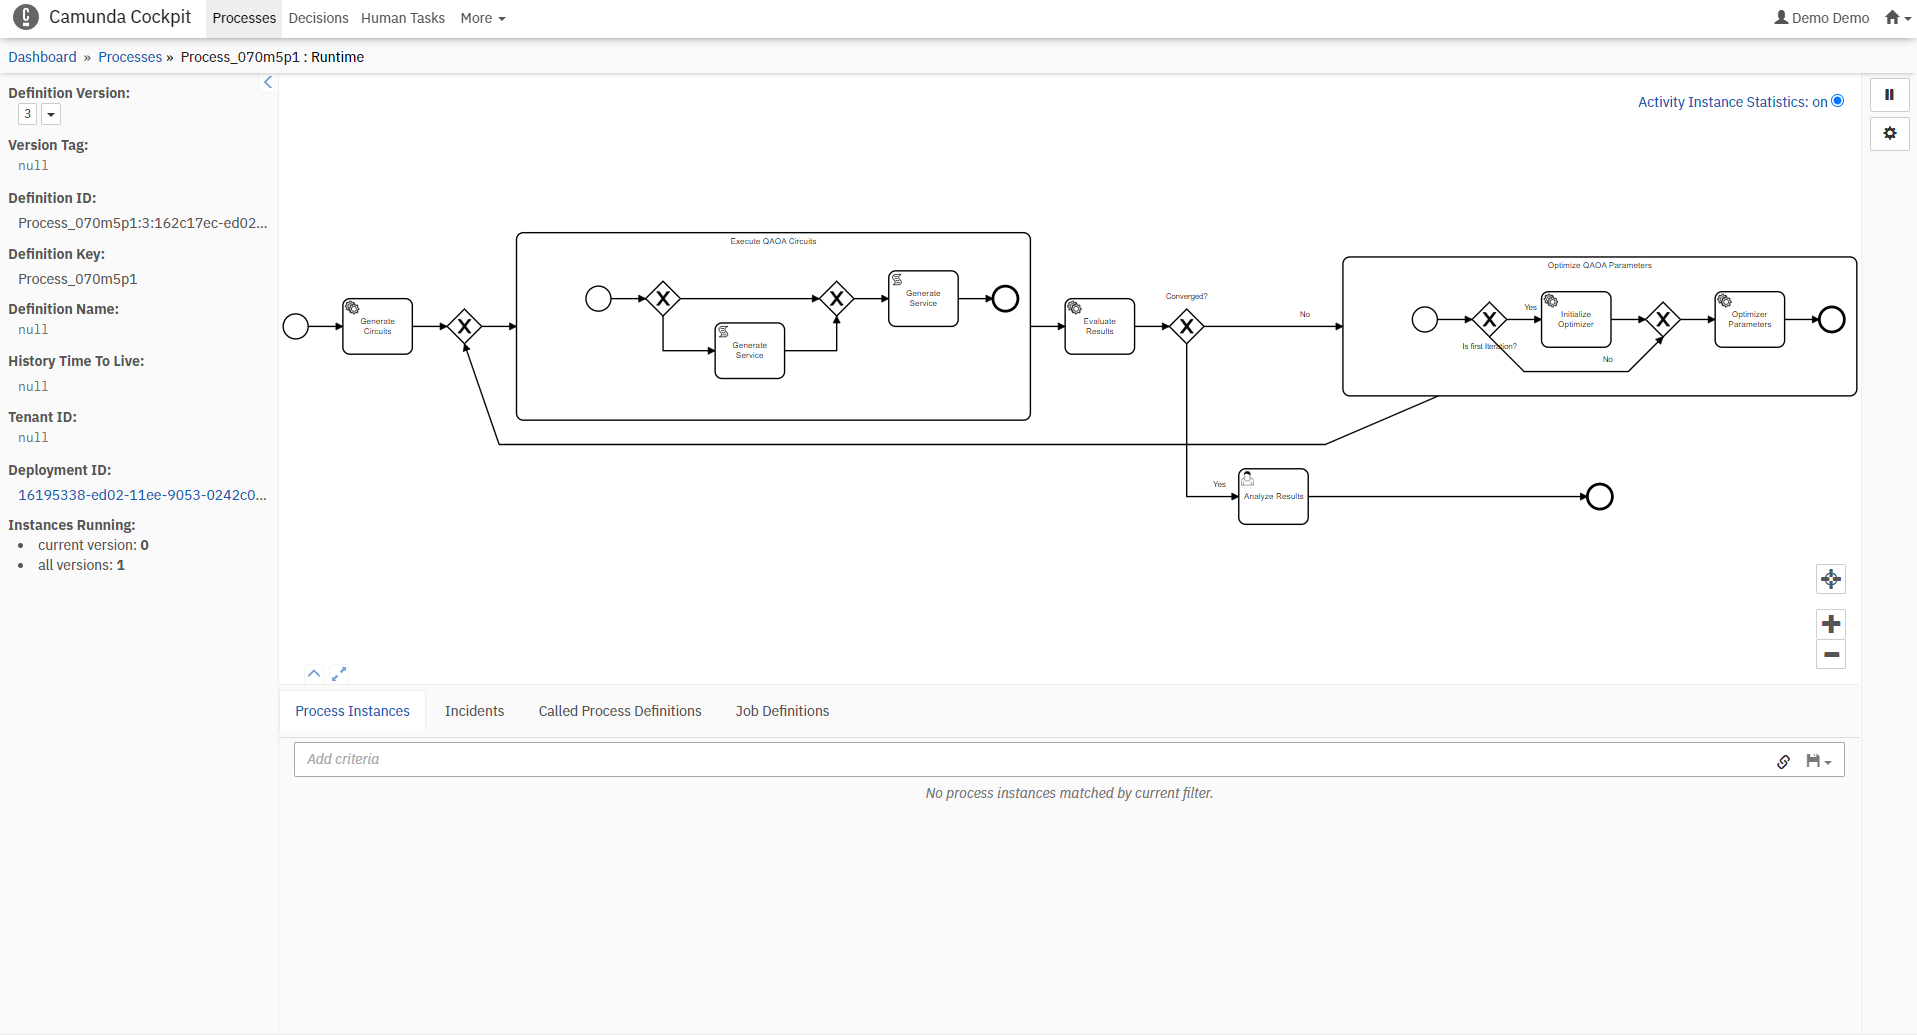 Camunda Cockpit
Processes
Decisions
Human Tasks
More
Demo Demo
Dashboard » Processes » Process_070m5p1 : Runtime
Definition Version:
3
Version Tag:
null
Definition ID:
Process_070m5p1:3:162c17ec-ed02...
Definition Key:
Process_070m5p1
Definition Name:
null
History Time To Live:
null
Tenant ID:
null
Deployment ID:
16195338-ed02-11ee-9053-0242c0...
Instances Running:
current version: 0
all versions: 1
Activity Instance Statistics: on
Generate
Circuits
Execute QAOA Circuits
Generate
Service
Generate
Service
Evaluate
Results
Converged?
No
Yes
Analyze Results
Optimize QAOA Parameters
Is first Iteration?
Yes
Initialize
Optimizer
No
Optimizer
Parameters
Process Instances
Incidents
Called Process Definitions
Job Definitions
Add criteria
No process instances matched by current filter.